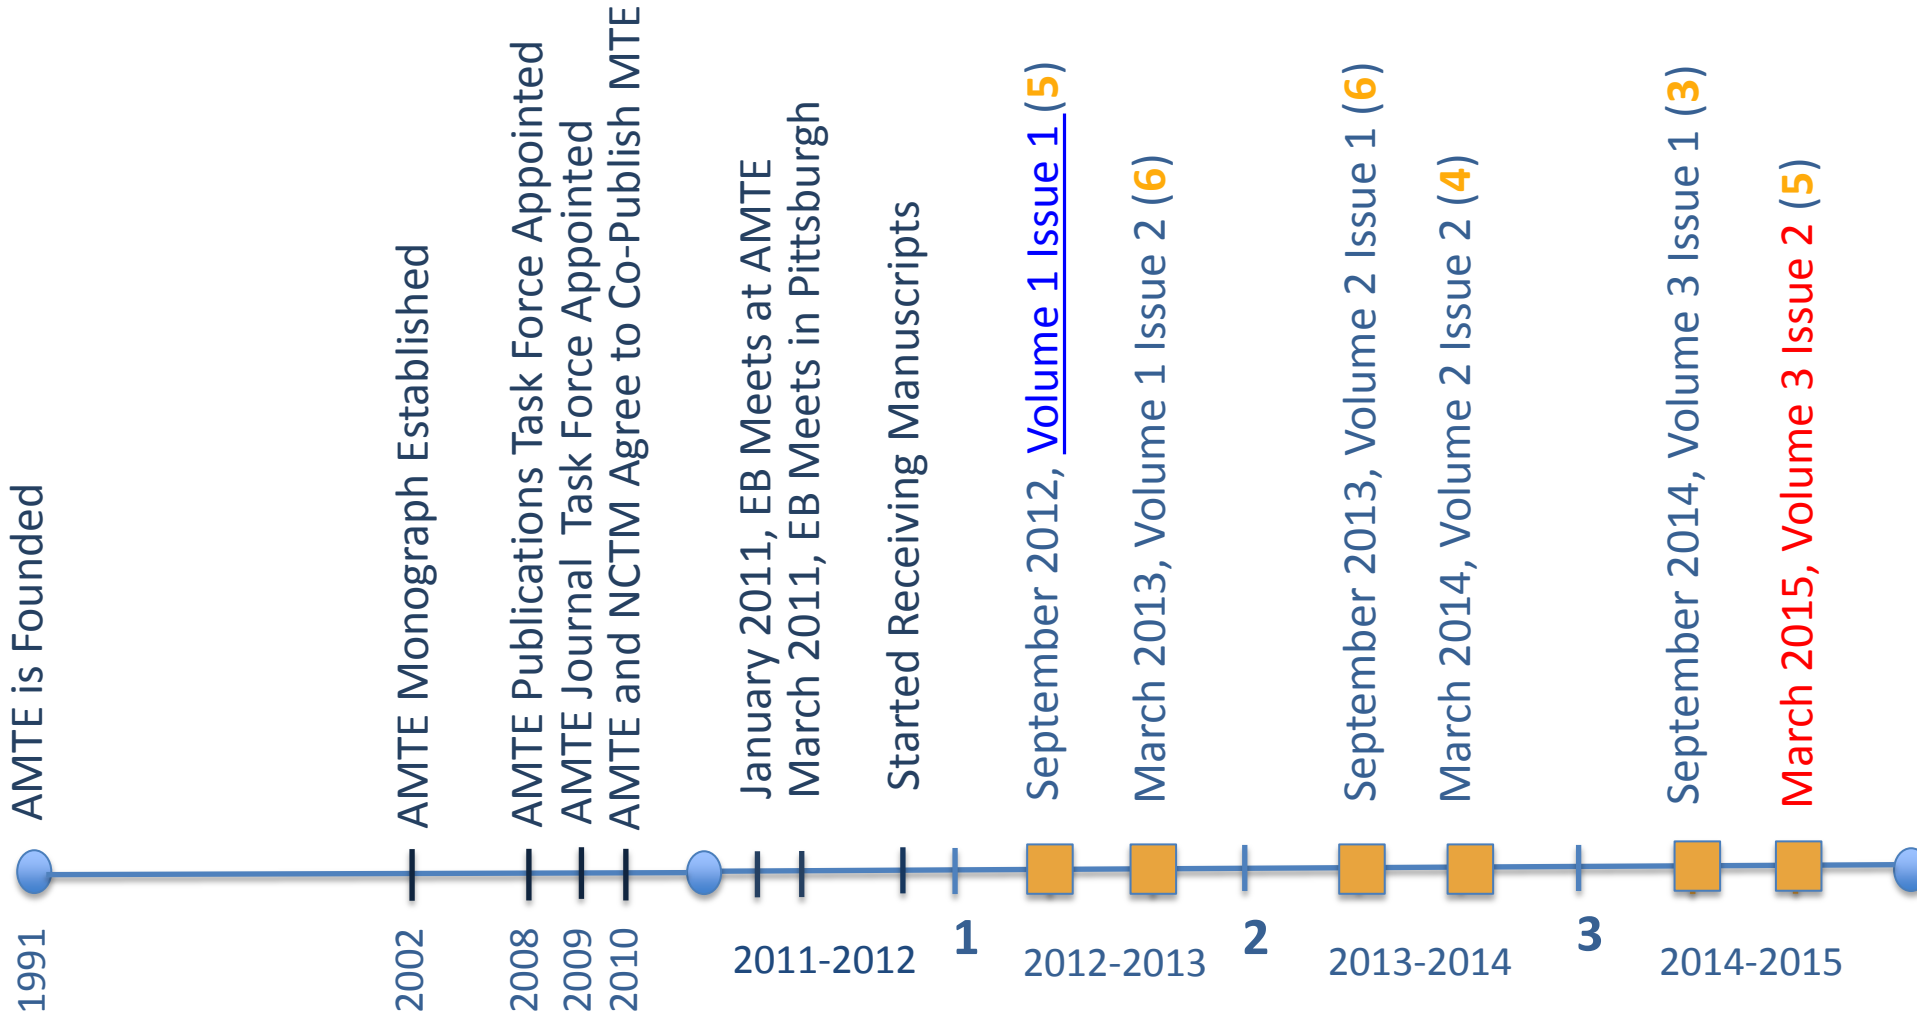 AMTE is Founded
AMTE Monograph Established
AMTE Publications Task Force Appointed
AMTE Journal  Task Force Appointed
AMTE and NCTM Agree to Co-Publish MTE
January 2011, EB Meets at AMTE
March 2011, EB Meets in Pittsburgh
Started Receiving Manuscripts
September 2012, Volume 1 Issue 1 (5)
March 2013, Volume 1 Issue 2 (6)
September 2013, Volume 2 Issue 1 (6)
March 2014, Volume 2 Issue 2 (4)
September 2014, Volume 3 Issue 1 (3)
March 2015, Volume 3 Issue 2 (5)
1991
2002
2008
2009
2010
2011-2012
1
2012-2013
2
2013-2014
3
2014-2015